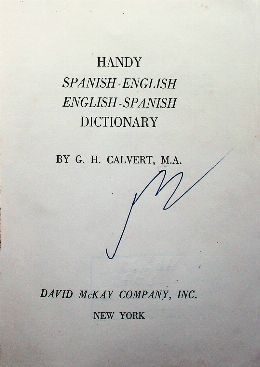 HANDY
SPANISH-ENGLISH
ENGLISH-SPANISH
DICTIONARY
BY G. H. CALVERT, M.A.
DAVID McKAY COMPANY, INC.
NEW YORK